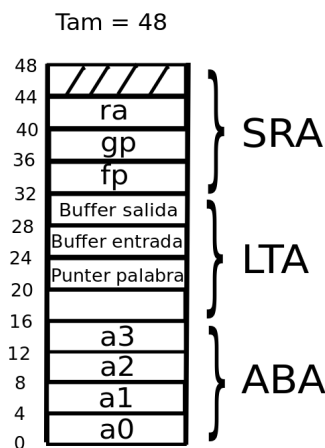 Tam = 48
48
44
ra
40
gp
36
fp
32
SRA
Buffer salida
28
Buffer entrada
24
Punter palabra
20
LTA
16
a3
12
a2
8
a1
4
a0
0
ABA